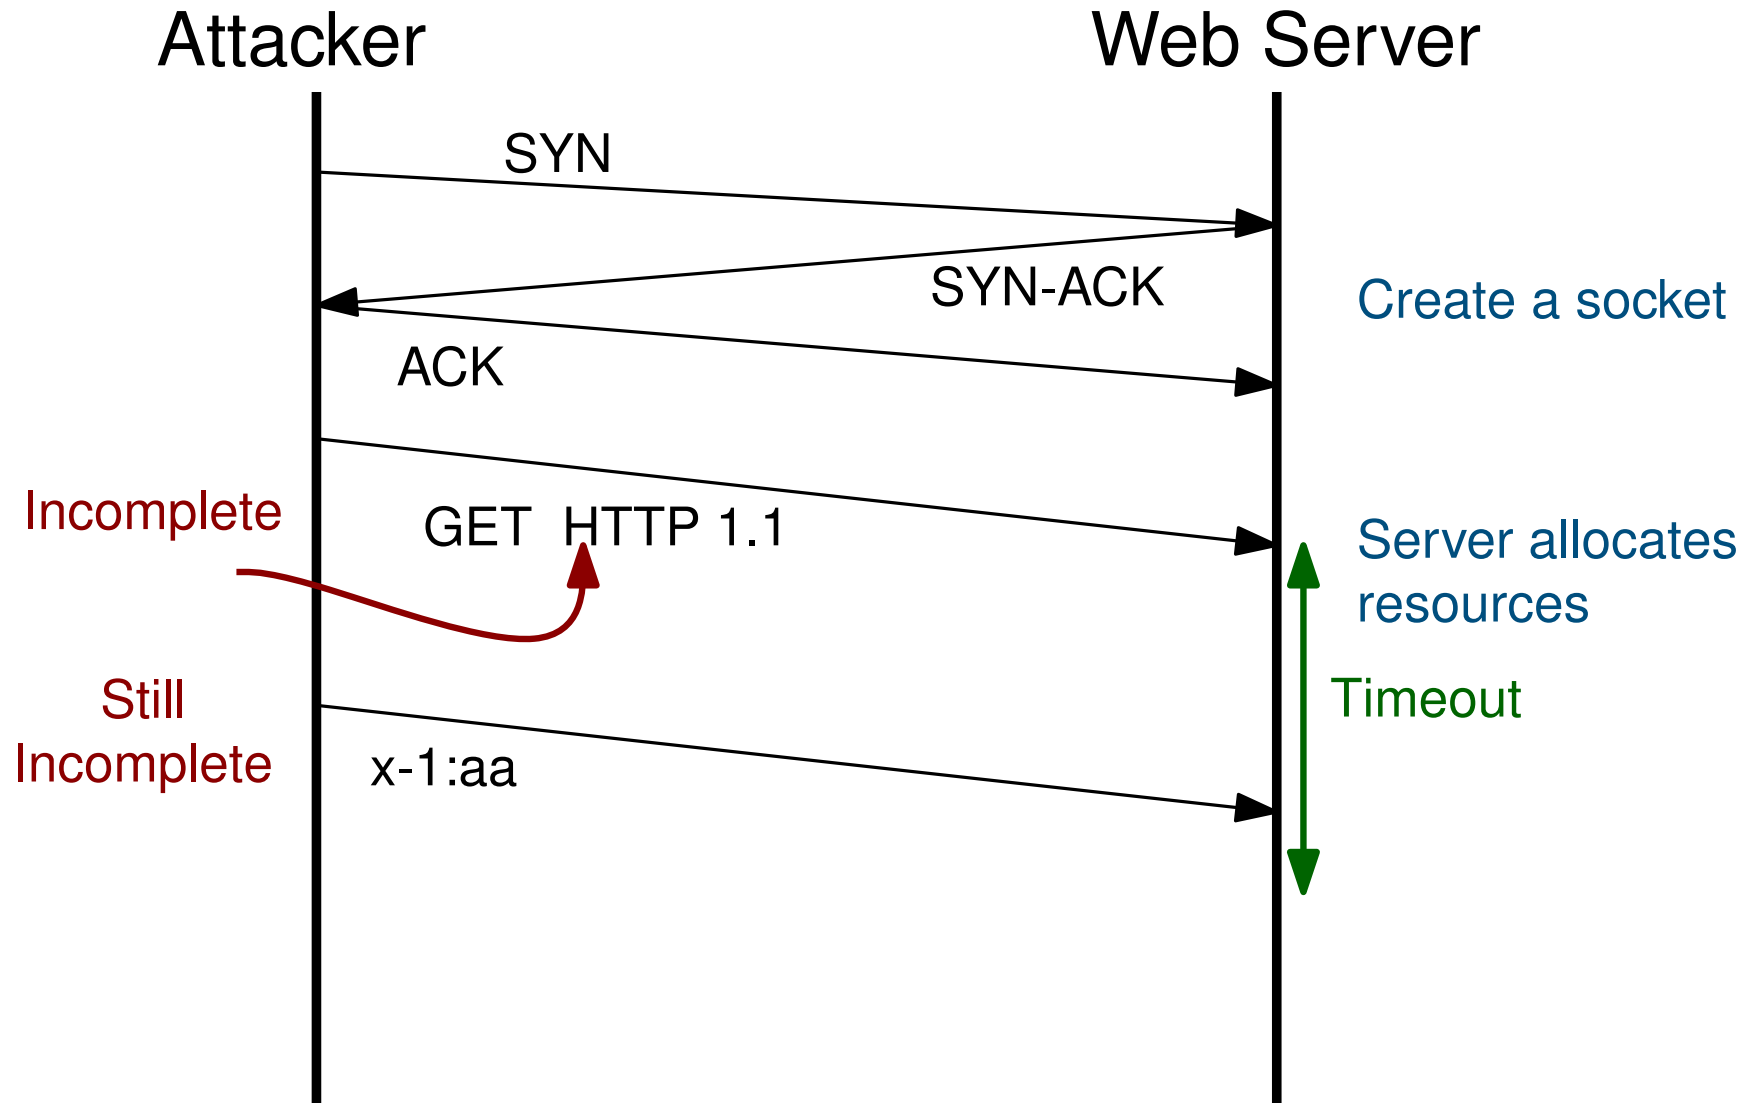 Attacker
Web Server
SYN
SYN-ACK
Create a socket
ACK
Incomplete
GET  HTTP 1.1
Server allocates
resources
Still
Incomplete
Timeout
x-1:aa